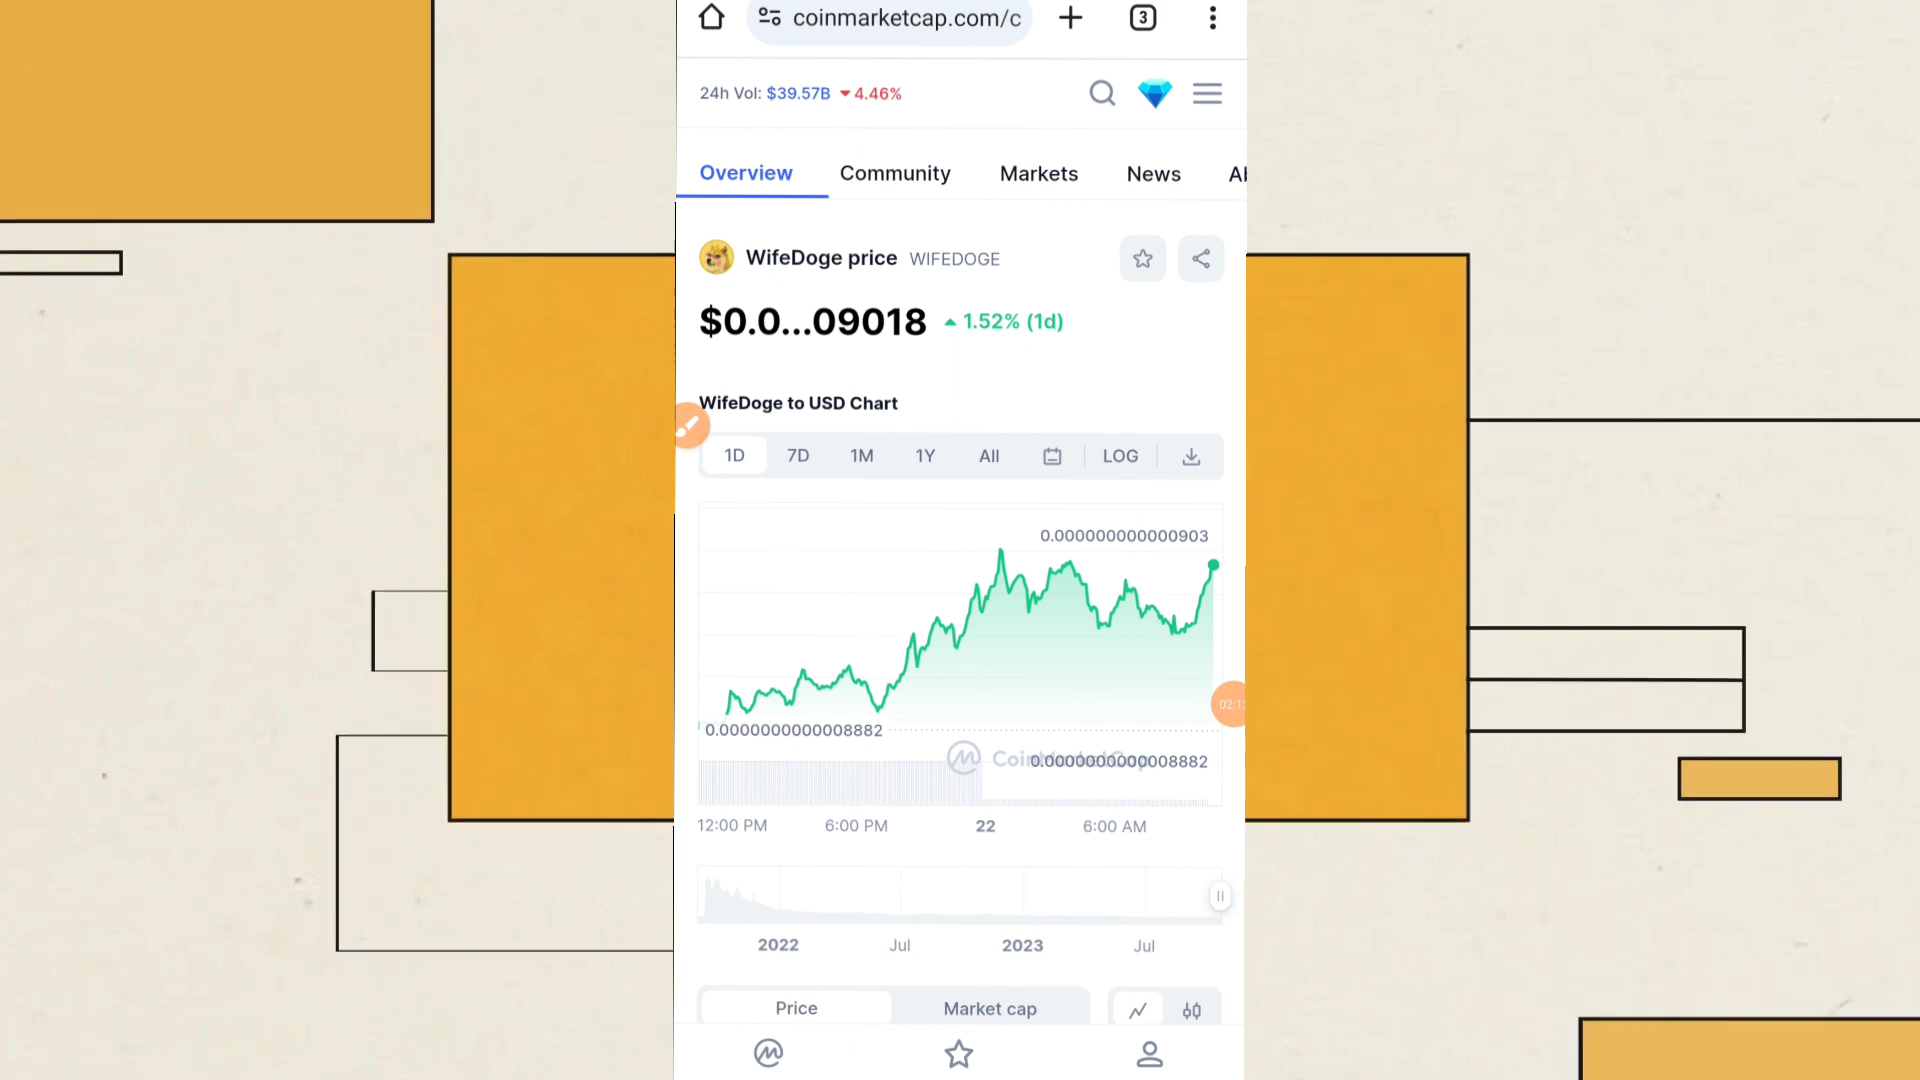 coinmarketcap.com/c
3
24h Vol: $39.57B 4.46%
Overview Community Markets News
WifeDoge price WIFEDOGE
$0.0...09018 1.52% (1d)
WifeDoge to USD Chart
1D 7D 1M 1Y All LOG
0.000000000000903
0.0000000000008882
0.0000000000008882
12:00 PM 6:00 PM 22 6:00 AM
2022 Jul 2023 Jul
Price Market cap